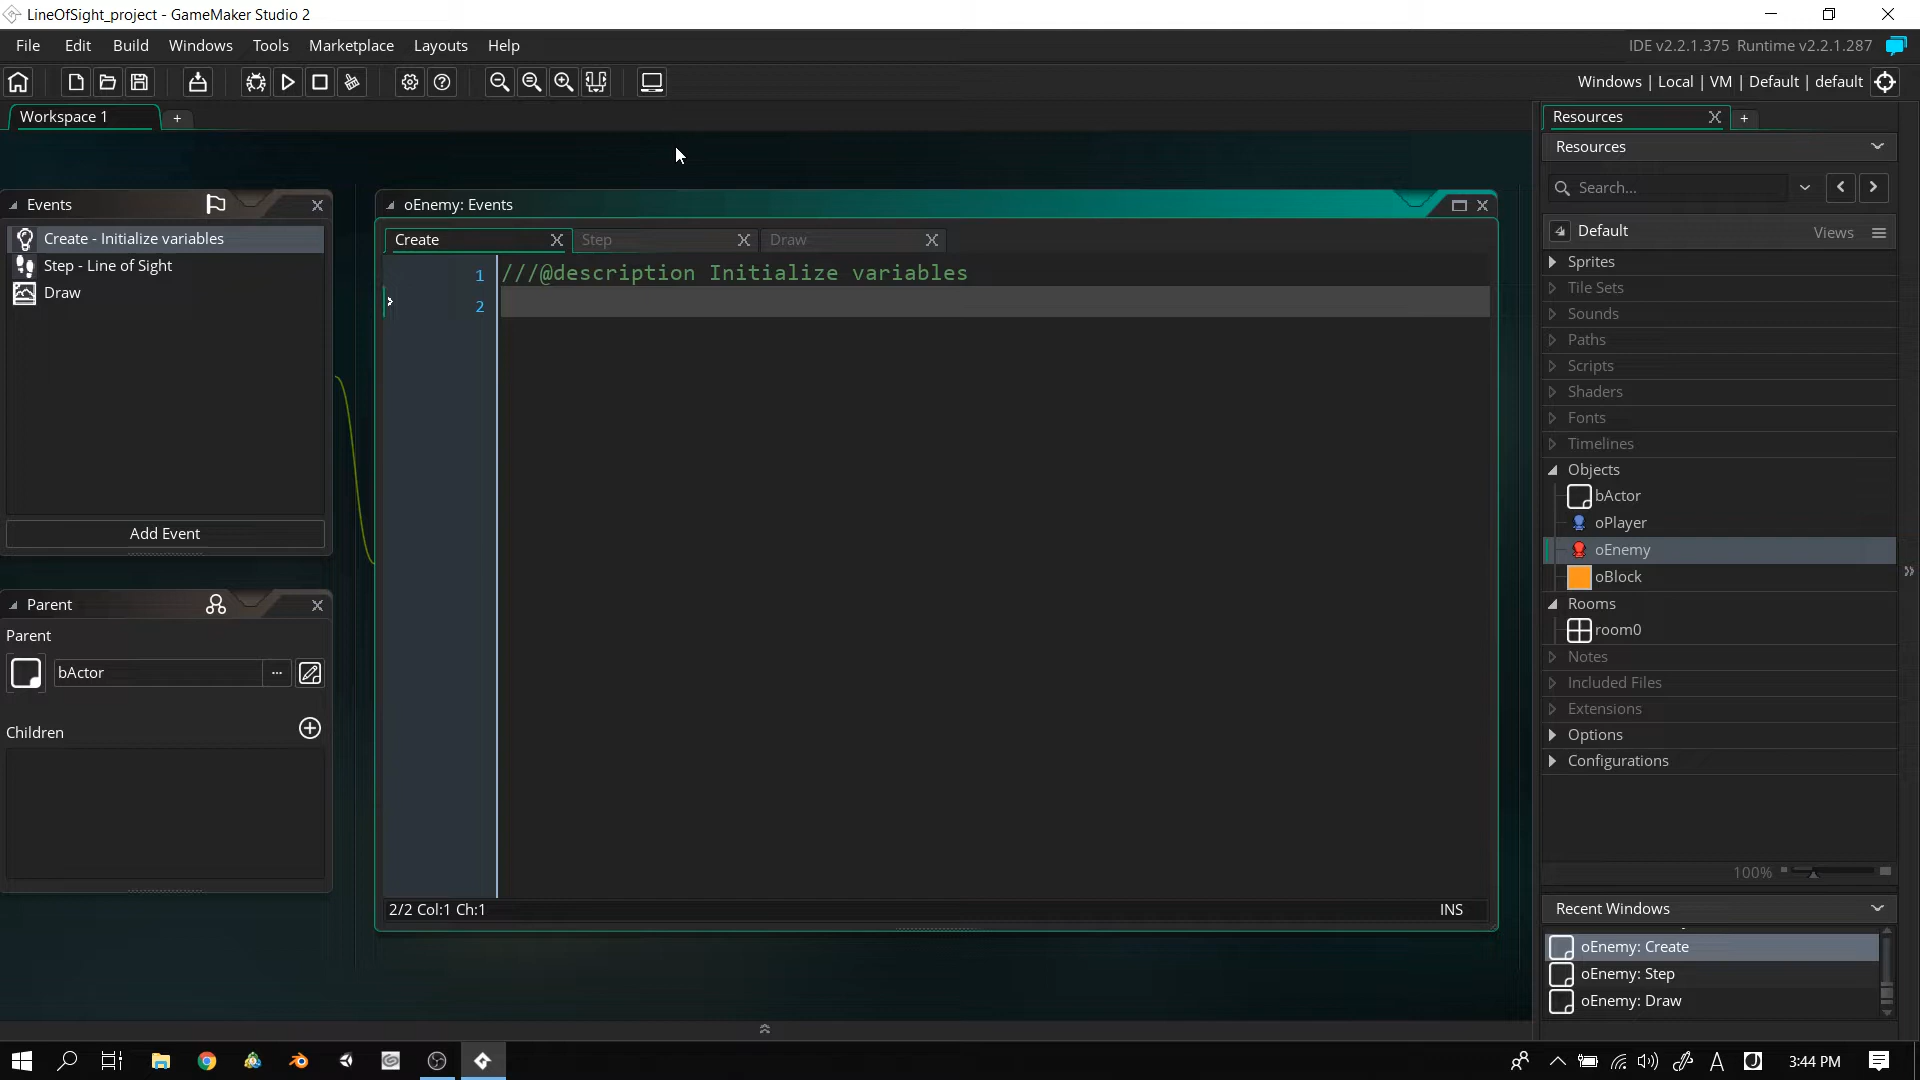 LineOfSight_project - GameMaker Studio 2
File Edit Build Windows Tools Marketplace Layouts Help
IDE v2.2.1.375 Runtime v2.2.1.287
Windows | Local | VM | Default | default
Workspace 1
+
Events
Create - Initialize variables
Step - Line of Sight
Draw
Add Event
Parent
Parent
bActor
...
Children
oEnemy: Events
Create
Step
Draw
1 ///@description Initialize variables
2
2/2 Col:1 Ch:1
INS
Resources
+
Resources
Search...
Default
Views
Sprites
Tile Sets
Sounds
Paths
Scripts
Shaders
Fonts
Timelines
Objects
bActor
oPlayer
oEnemy
oBlock
Rooms
room0
Notes
Included Files
Extensions
Options
Configurations
100%
Recent Windows
oEnemy: Create
oEnemy: Step
oEnemy: Draw
3:44 PM